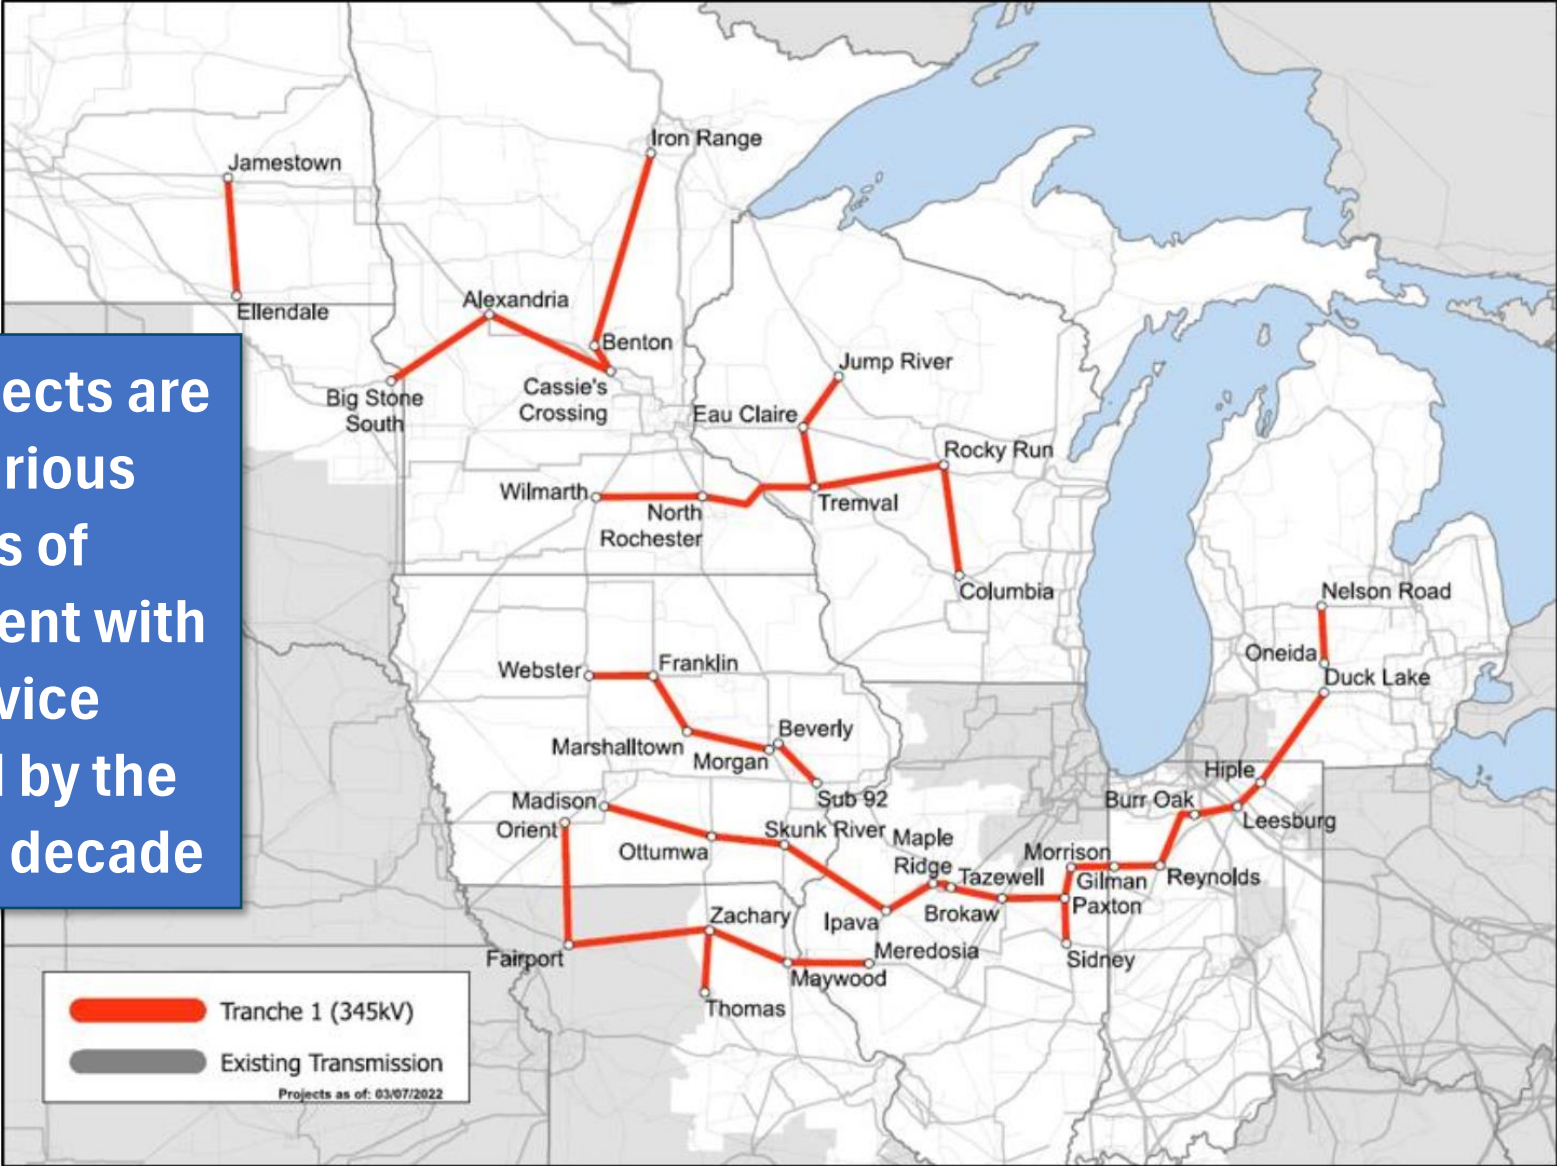 Iron Range
Jamestown
Ellendale
Alexandria
Benton
Cassie's
Crossing
Big Stone
South
Jump River
Eau Claire
Rocky Run
Wilmarth
North
Rochester
Tremval
Columbia
Nelson Road
Oneida
Duck Lake
Webster
Franklin
Marshalltown
Morgan
Beverly
Sub 92
Madison
Orient
Ottumwa
Skunk River
Maple
Ridge
Tazewell
Morrison
Gilman
Paxton
Reynolds
Hiple
Burr Oak
Leesburg
Ipava
Brokaw
Sidney
Zachary
Meredosia
Maywood
Fairport
Thomas
ects are
rious
s of
ent with
vice
l by the
decade
Tranche 1 (345kV)
Existing Transmission
Projects as of: 03/07/2022